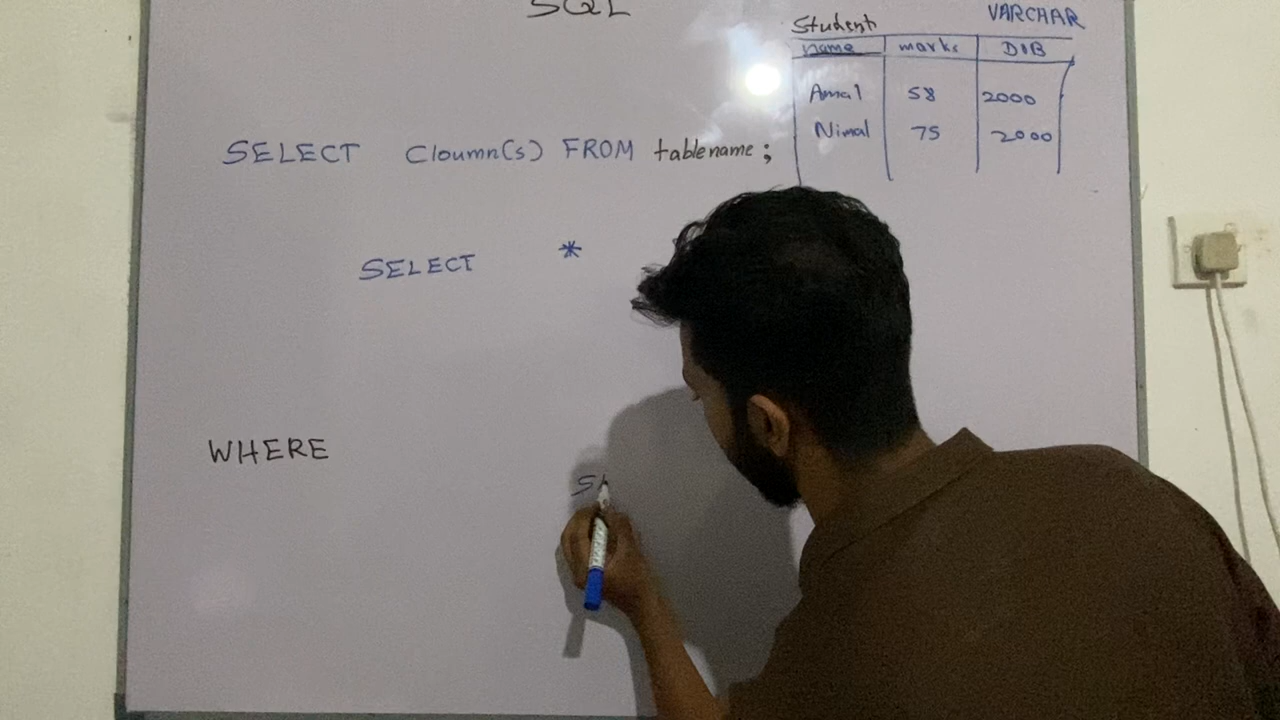 SQL
Student VARCHAR
name marks DOB
Amal 58 2000
Nimal 75 2000
SELECT Cloumn(s) FROM tablename;
SELECT *
WHERE